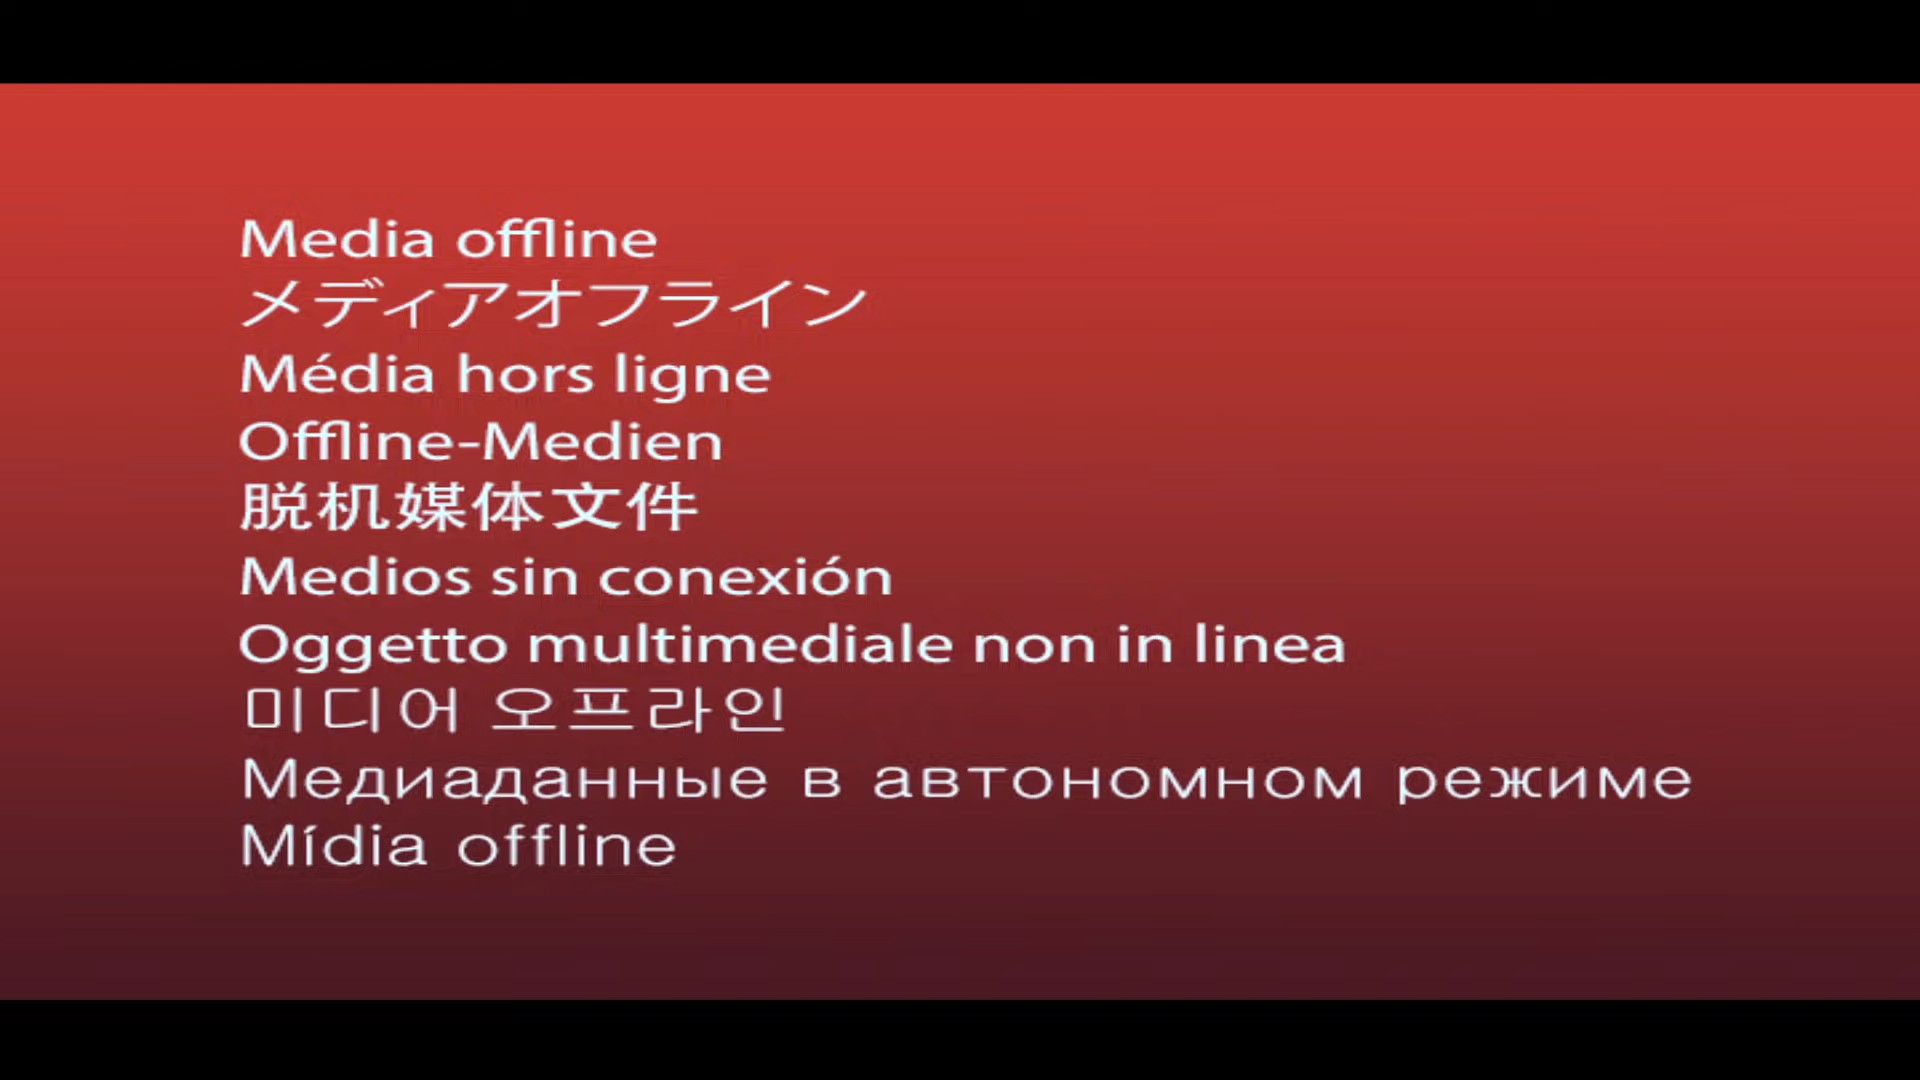 Media offline
メディアオフライン
Média hors ligne
Offline-Medien
脱机媒体文件
Medios sin conexión
Oggetto multimediale non in linea
미디어 오프라인
Медиаданные в автономном режиме
Mídia offline